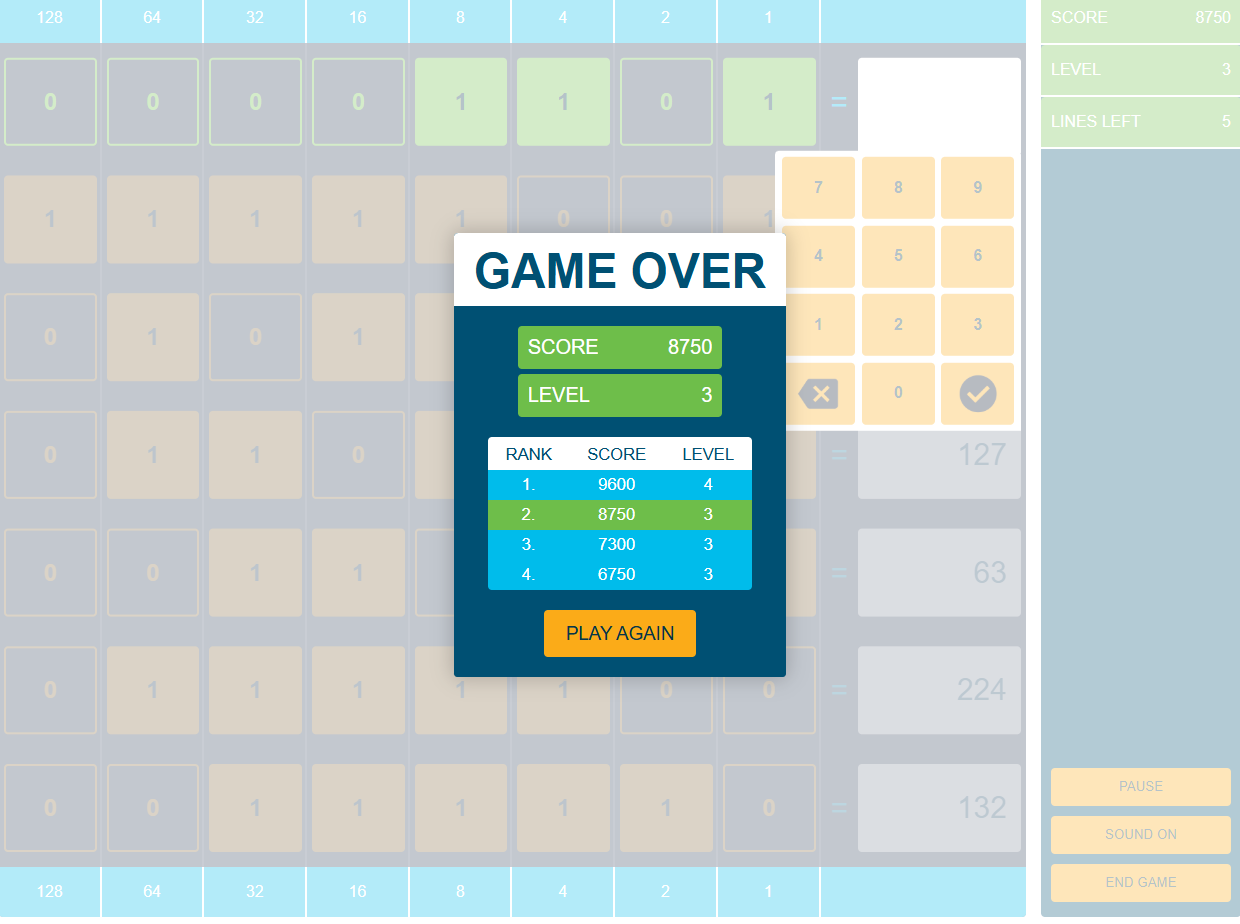 128 64 32 16 8 4 2 1
SCORE 8750
LEVEL 3
LINES LEFT 5
0 0 0 0 1 1 0 1 =
7 8 9
4 5 6
1 2 3
0
1 1 1 1 1 0 0 1
0 1 0 1
0 1 1 0 = 127
0 0 1 1 = 63
0 1 1 1 1 1 0 0 = 224
0 0 1 1 1 1 1 0 = 132
GAME OVER
SCORE 8750
LEVEL 3
RANK SCORE LEVEL
1. 9600 4
2. 8750 3
3. 7300 3
4. 6750 3
PLAY AGAIN
PAUSE
SOUND ON
END GAME
128 64 32 16 8 4 2 1